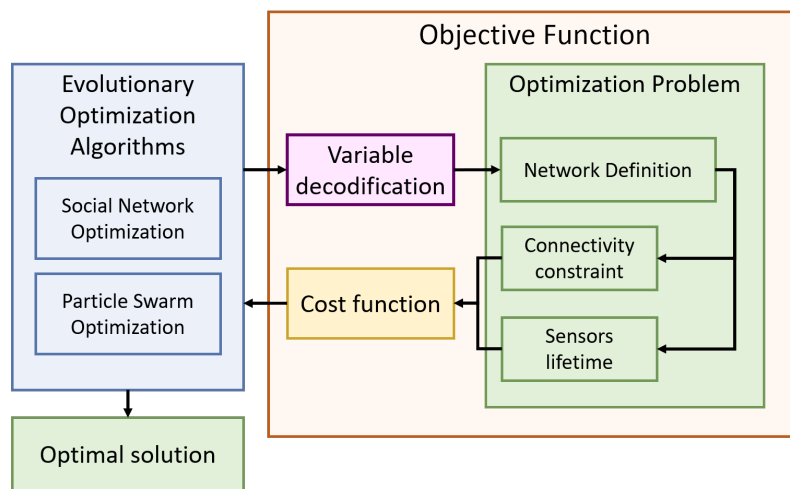 Objective Function
Evolutionary
Optimization
Algorithms
Social Network
Optimization
Particle Swarm
Optimization
Variable
decodification
Optimization Problem
Network Definition
Connectivity
constraint
Sensors
lifetime
Cost function
Optimal solution